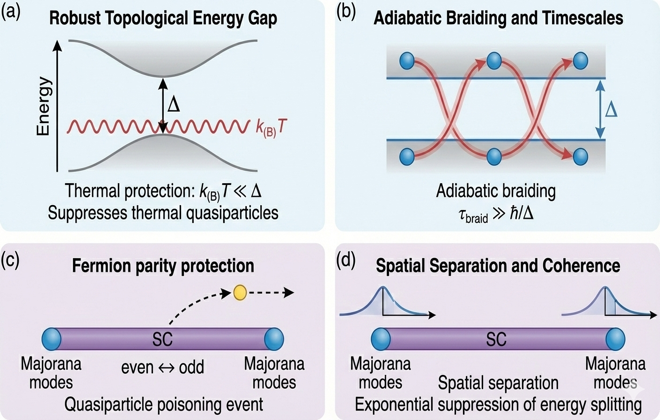 (a) Robust Topological Energy Gap
Energy
Δ
k(B)T
Thermal protection: k(B)T ≪ Δ
Suppresses thermal quasiparticles
(b) Adiabatic Braiding and Timescales
Δ
Adiabatic braiding
τbraid ≫ ħ/Δ
(c) Fermion parity protection
SC
Majorana modes
even ↔ odd
Majorana modes
Quasiparticle poisoning event
(d) Spatial Separation and Coherence
SC
Majorana modes
Majorana modes
Spatial separation
Exponential suppression of energy splitting